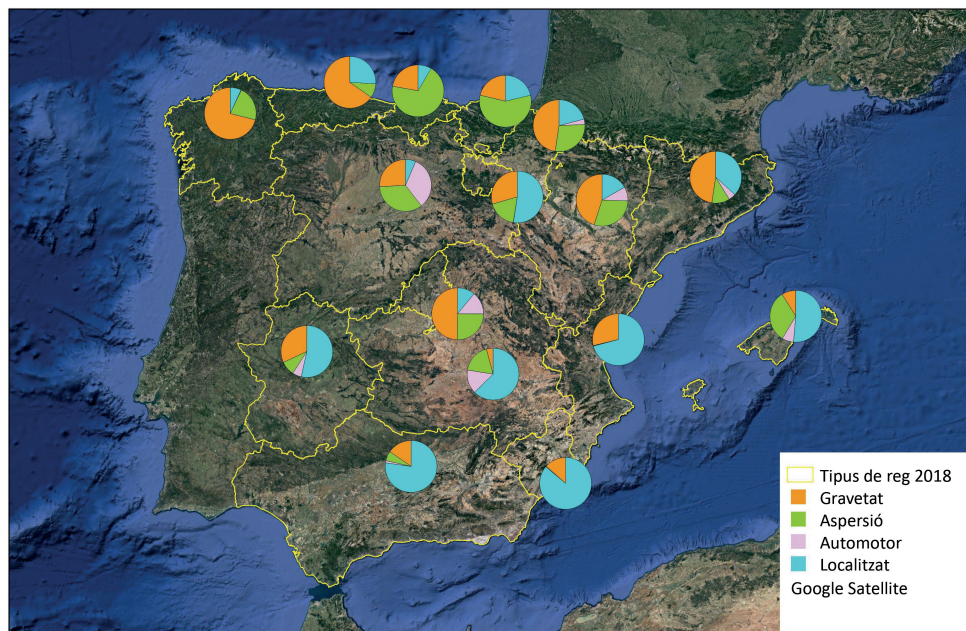 Tipus de reg 2018
Gravetat
Aspersió
Automotor
Localitzat
Google Satellite